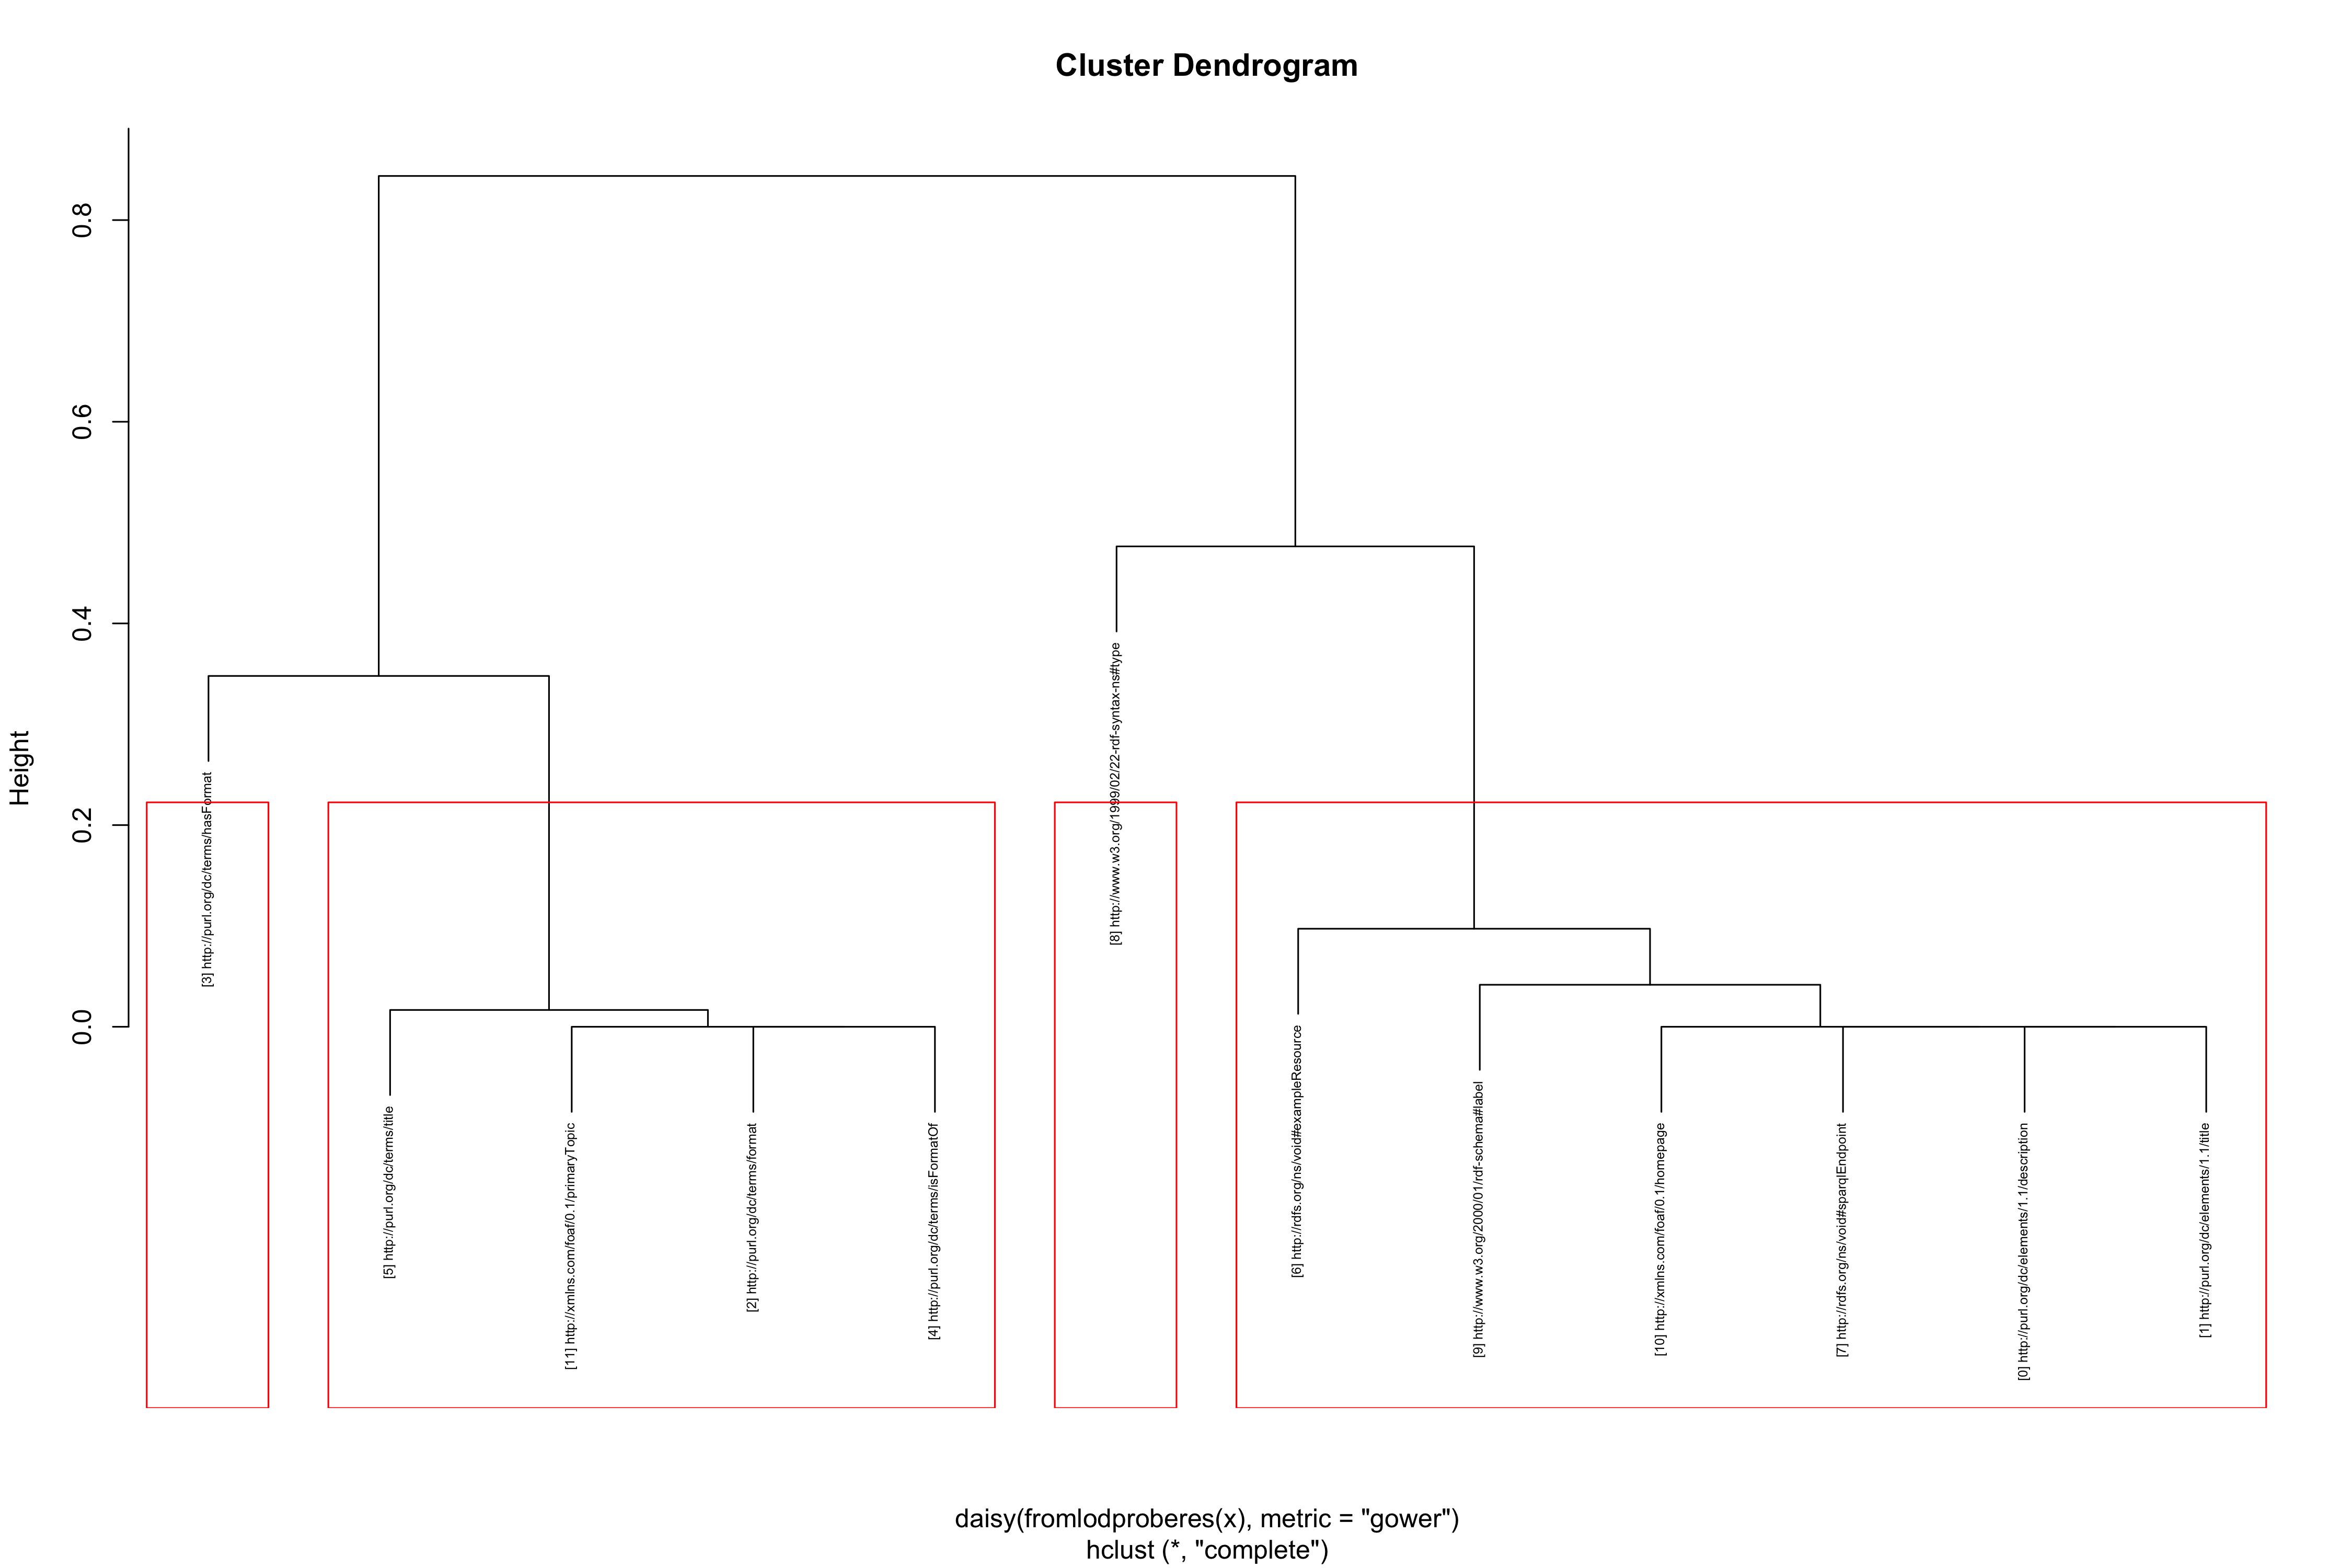 Cluster Dendrogram
Height
0.0
0.2
0.4
0.6
0.8
[3] http://purl.org/dc/terms/hasFormat
[5] http://purl.org/dc/terms/title
[11] http://xmlns.com/foaf/0.1/primaryTopic
[2] http://purl.org/dc/terms/format
[4] http://purl.org/dc/terms/isFormatOf
[8] http://www.w3.org/1999/02/22-rdf-syntax-ns#type
[6] http://rdfs.org/ns/void#exampleResource
[9] http://www.w3.org/2000/01/rdf-schema#label
[10] http://xmlns.com/foaf/0.1/homepage
[7] http://rdfs.org/ns/void#sparqlEndpoint
[0] http://purl.org/dc/elements/1.1/description
[1] http://purl.org/dc/elements/1.1/title
daisy(fromlodproberes(x), metric = "gower")
hclust (*, "complete")